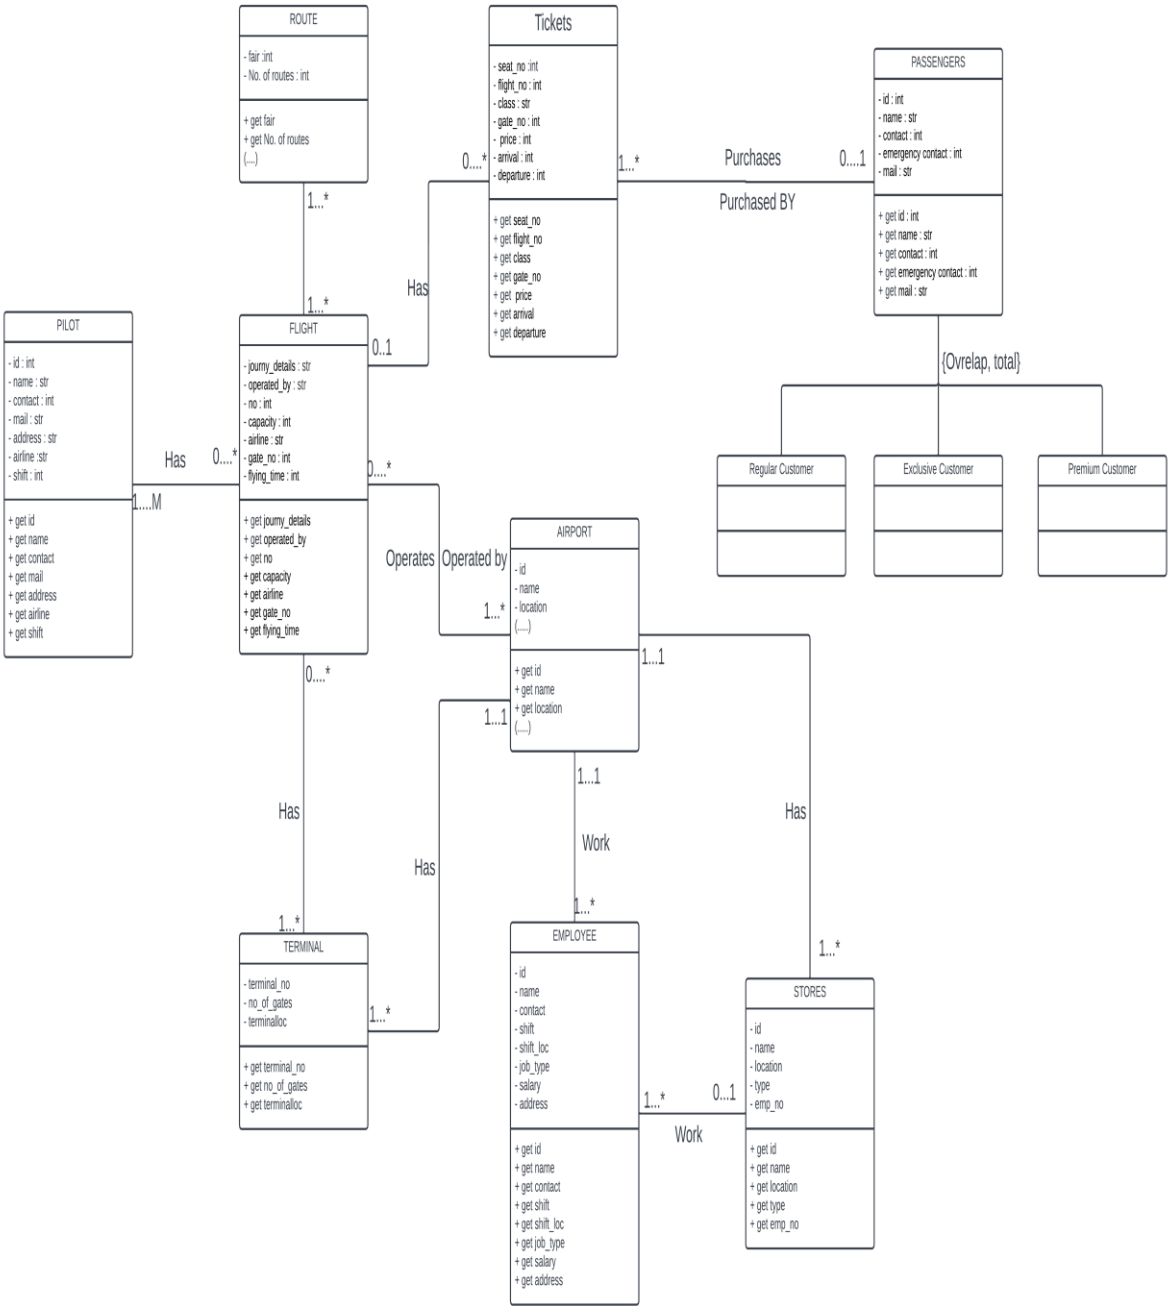 ROUTE
- fair :int
- No. of routes : int
+ get fair
+ get No. of routes
(....)
1...*
1...*
Tickets
- seat_no :int
- flight_no : int
- class : str
- gate_no : int
- price : int
- arrival : int
- departure : int
+ get seat_no
+ get flight_no
+ get class
+ get gate_no
+ get price
+ get arrival
+ get departure
0....*
Has
0..1
1...*
Purchases
Purchased BY
0....1
PASSENGERS
- id : int
- name : str
- contact : int
- emergency contact : int
- mail : str
+ get id : int
+ get name : str
+ get contact : int
+ get emergency contact : int
+ get mail : str
{Ovrelap, total}
Regular Customer
Exclusive Customer
Premium Customer
PILOT
- id : int
- name : str
- contact : int
- mail : str
- address : str
- airline :str
- shift : int
+ get id
+ get name
+ get contact
+ get mail
+ get address
+ get airline
+ get shift
Has
0....*
1....M
FLIGHT
- journy_details : str
- operated_by : str
- no : int
- capacity : int
- airline : str
- gate_no : int
- flying_time : int
+ get journy_details
+ get operated_by
+ get no
+ get capacity
+ get airline
+ get gate_no
+ get flying_time
0....*
Operates
Operated by
1...*
AIRPORT
- id
- name
- location
(.....)
+ get id
+ get name
+ get location
(.....)
1...1
1...1
1...1
0....*
Has
1...*
Has
1...*
Work
1...*
Has
1...*
TERMINAL
- terminal_no
- no_of_gates
- terminalloc
+ get terminal_no
+ get no_of_gates
+ get terminalloc
EMPLOYEE
- id
- name
- contact
- shift
- shift_loc
- job_type
- salary
- address
+ get id
+ get name
+ get contact
+ get shift
+ get shift_loc
+ get job_type
+ get salary
+ get address
1...*
0...1
Work
STORES
- id
- name
- location
- type
- emp_no
+ get id
+ get name
+ get location
+ get type
+ get emp_no